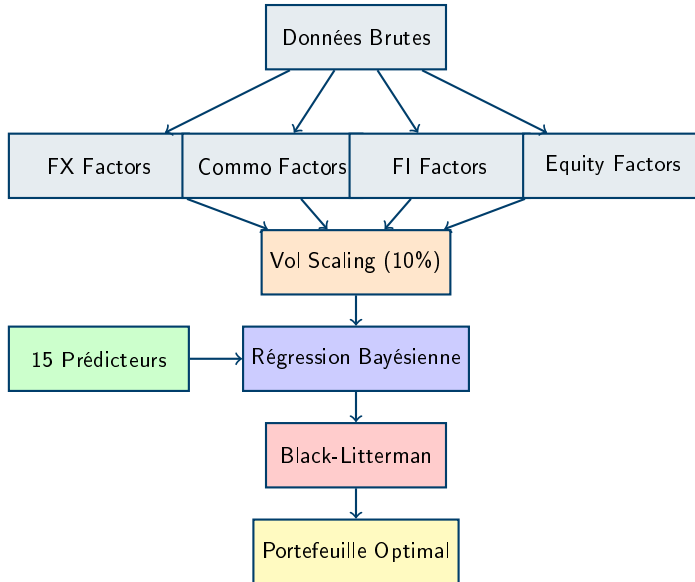 Données Brutes
FX Factors
Commo Factors
FI Factors
Equity Factors
Vol Scaling (10%)
15 Prédicteurs
Régression Bayésienne
Black-Litterman
Portefeuille Optimal